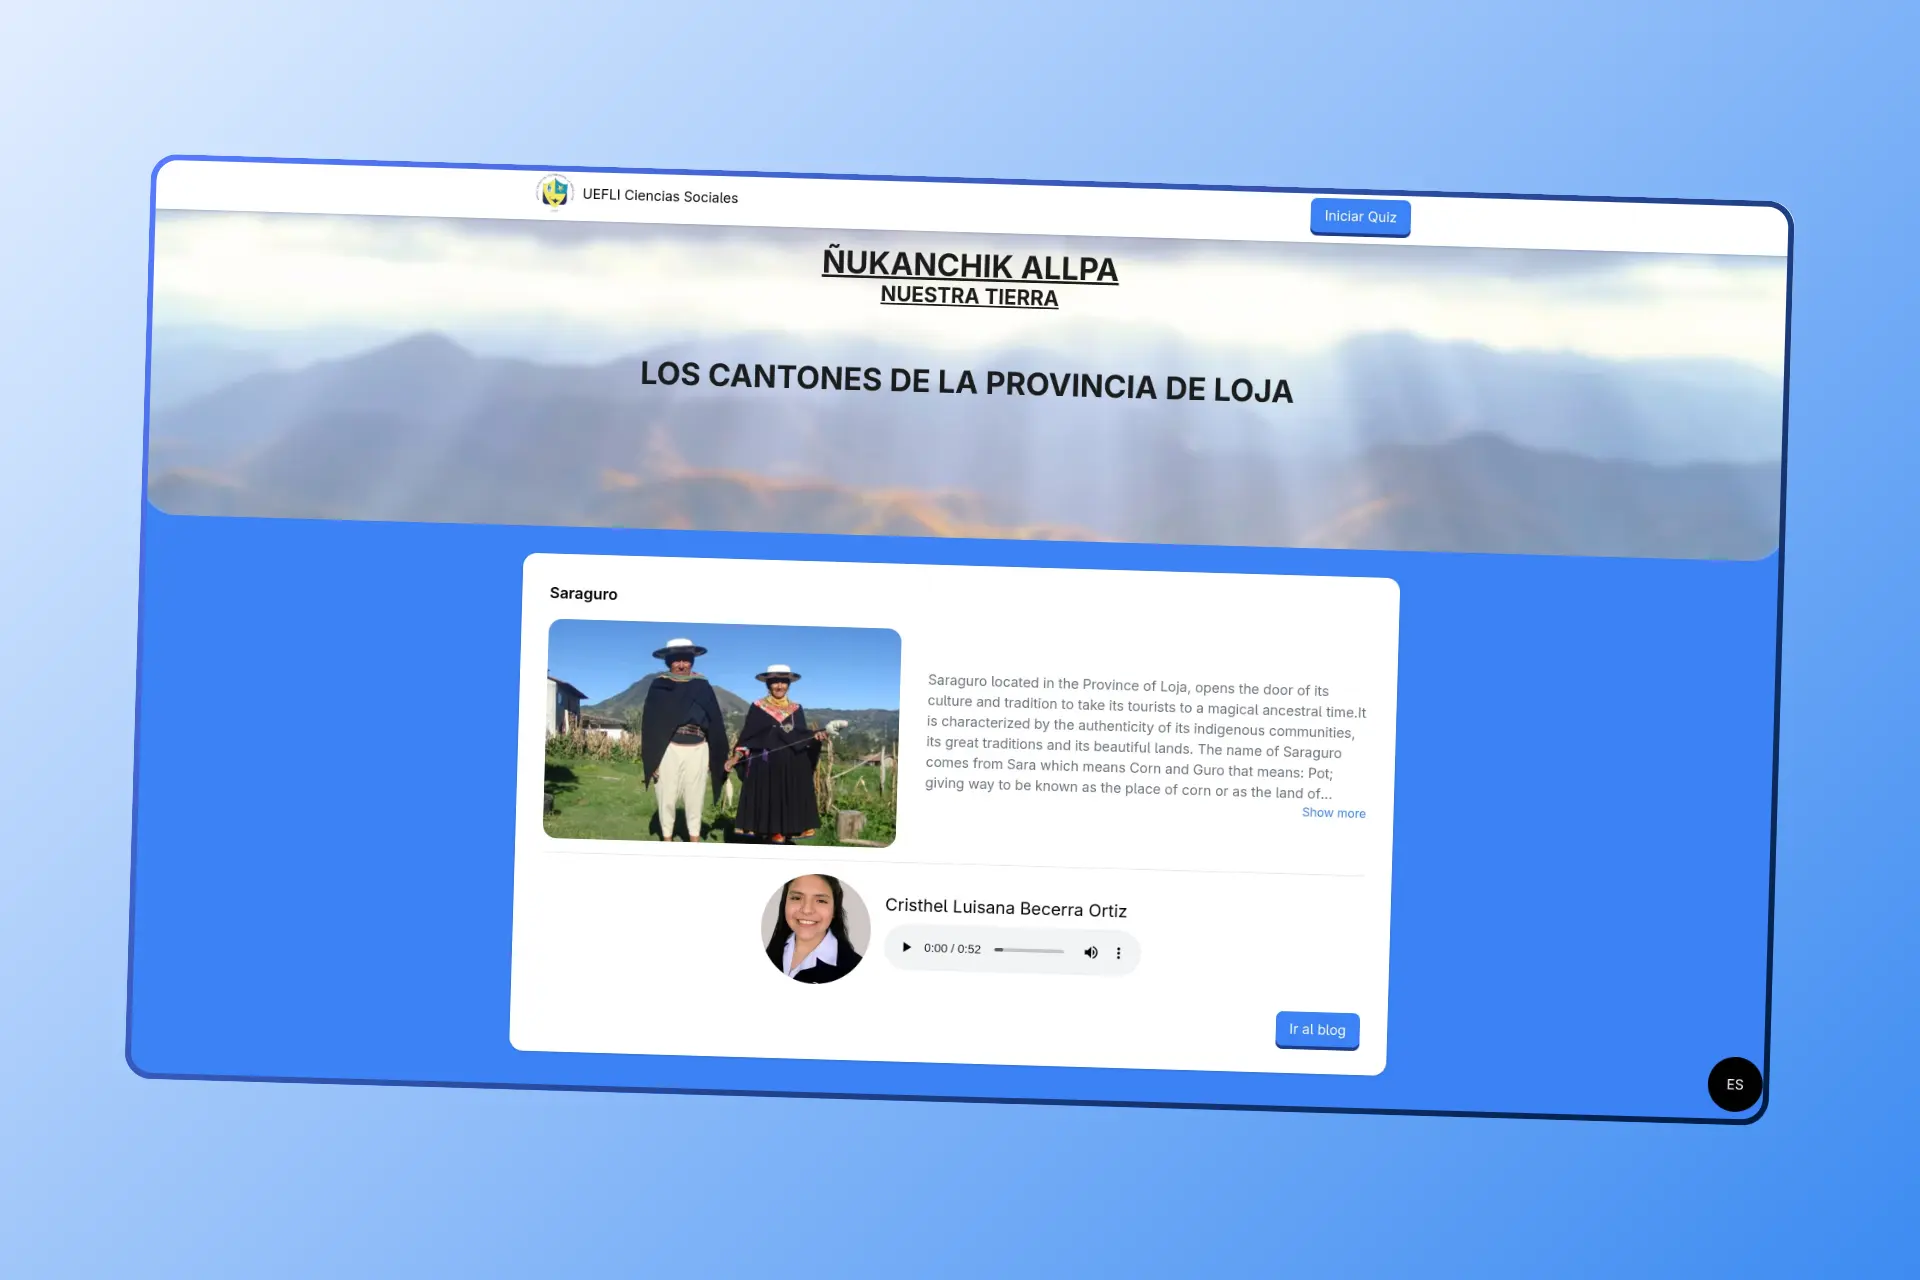 UEFLI Ciencias Sociales
Iniciar Quiz
ÑUKANCHIK ALLPA
NUESTRA TIERRA
LOS CANTONES DE LA PROVINCIA DE LOJA
Saraguro
Saraguro located in the Province of Loja, opens the door of its
culture and tradition to take its tourists to a magical ancestral time.It
is characterized by the authenticity of its indigenous communities,
its great traditions and its beautiful lands. The name of Saraguro
comes from Sara which means Corn and Guro that means: Pot;
giving way to be known as the place of corn or as the land of...
Show more
Cristhel Luisana Becerra Ortiz
0:00 / 0:52
Ir al blog
ES